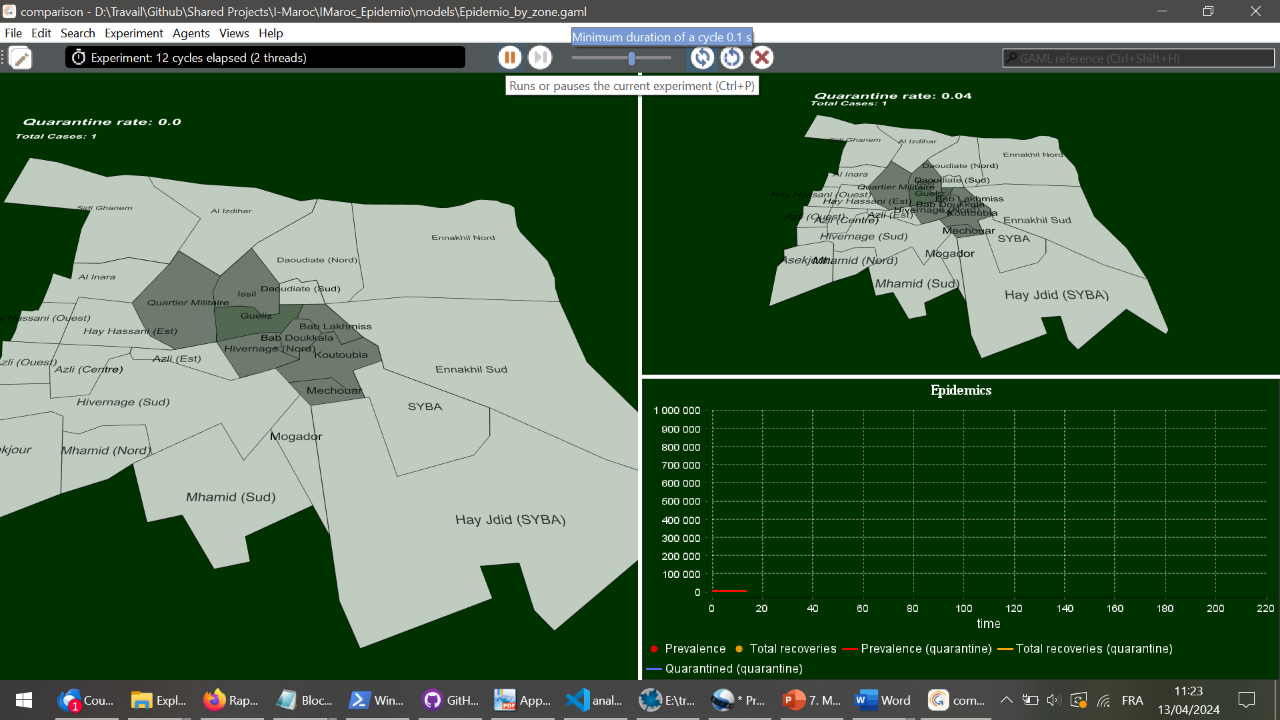 comparison - D:\Travail\Github\Shared Projects\I-Maroc\IMaroc_Epidemio\models\Epidemio_by_zone.gaml
File Edit Search Experiment Agents Views Help
Minimum duration of a cycle 0.1 s
Experiment: 12 cycles elapsed (2 threads)
GAML reference (Ctrl+Shift+H)
Runs or pauses the current experiment (Ctrl+P)
Quarantine rate: 0.0
Total Cases: 1
Sidi Ghanem
Al Izdihar
Ennakhil Nord
Daoudiate (Nord)
Al Inara
Daoudiate (Sud)
Issil
Quartier Militaire
Gueliz
Hay Hassani (Ouest)
Bab Lakhmiss
Hay Hassani (Est)
Bab Doukkala
Hivernage (Nord)
Koutoubia
Azli (Est)
Azli (Ouest)
Azli (Centre)
Ennakhil Sud
Mechouar
Hivernage (Sud)
SYBA
Mogador
kjour
Mhamid (Nord)
Mhamid (Sud)
Hay Jdid (SYBA)
Quarantine rate: 0.04
Total Cases: 1
Sidi Ghanem
Al Izdihar
Ennakhil Nord
Daoudiate (Nord)
Al Inara
Daoudiate (Sud)
Quartier Militaire
Gueliz
Hay Hassani (Ouest)
Bab Lakhmiss
Hay Hassani (Est)
Bab Doukkala
Hivernage (Nord)
Koutoubia
Azli (Est)
Azli (Ouest)
Azli (Centre)
Ennakhil Sud
Mechouar
Hivernage (Sud)
SYBA
Mogador
Asekjour
Mhamid (Nord)
Mhamid (Sud)
Hay Jdid (SYBA)
Epidemics
1 000 000
900 000
800 000
700 000
600 000
500 000
400 000
300 000
200 000
100 000
0
0 20 40 60 80 100 120 140 160 180 200 220
time
Prevalence Total recoveries Prevalence (quarantine) Total recoveries (quarantine)
Quarantined (quarantine)
1 Cou... Expl... Rap... Bloc... Win... GitH... App... anal... E:\tr... * Pr... 7. M... Word com... FRA
11:23
13/04/2024